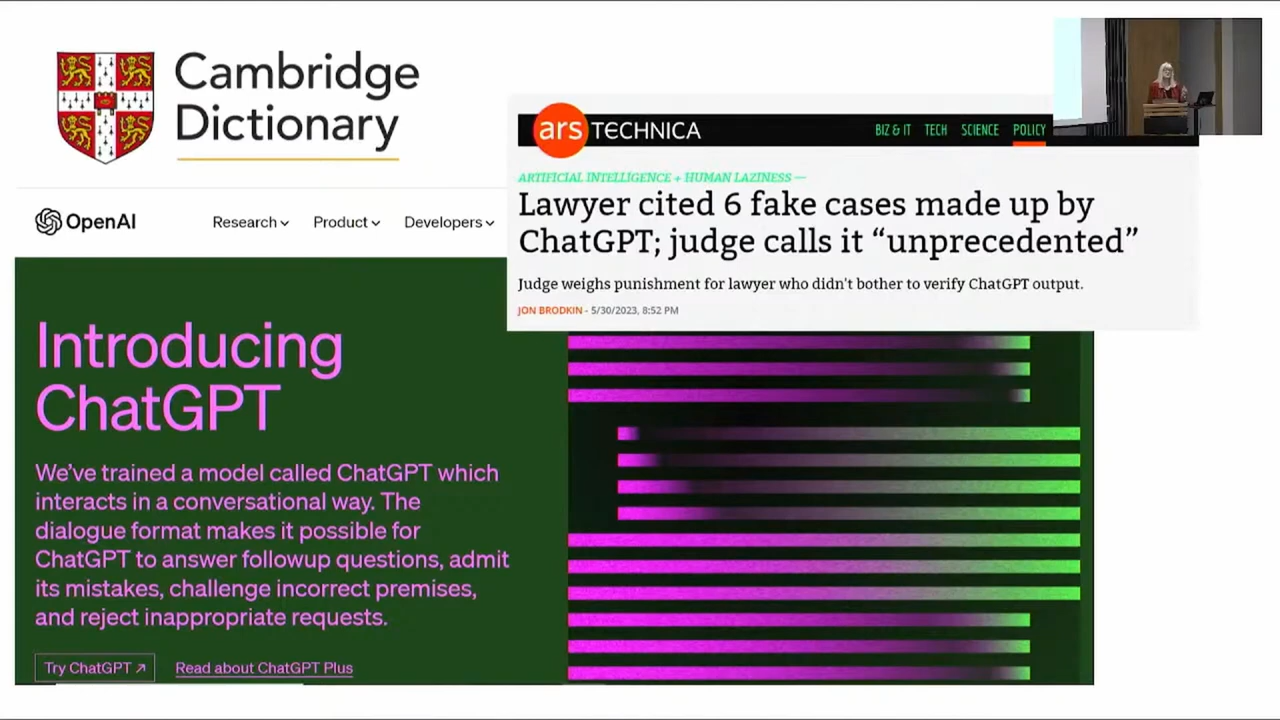 Cambridge
Dictionary
ars TECHNICA
BIZ & IT TECH SCIENCE POLICY
ARTIFICIAL INTELLIGENCE + HUMAN LAZINESS —
Lawyer cited 6 fake cases made up by
ChatGPT; judge calls it “unprecedented”
Judge weighs punishment for lawyer who didn't bother to verify ChatGPT output.
JON BRODKIN - 5/30/2023, 8:52 PM
OpenAI
Research Product Developers
Introducing
ChatGPT
We’ve trained a model called ChatGPT which
interacts in a conversational way. The
dialogue format makes it possible for
ChatGPT to answer followup questions, admit
its mistakes, challenge incorrect premises,
and reject inappropriate requests.
Try ChatGPT ↗ Read about ChatGPT Plus